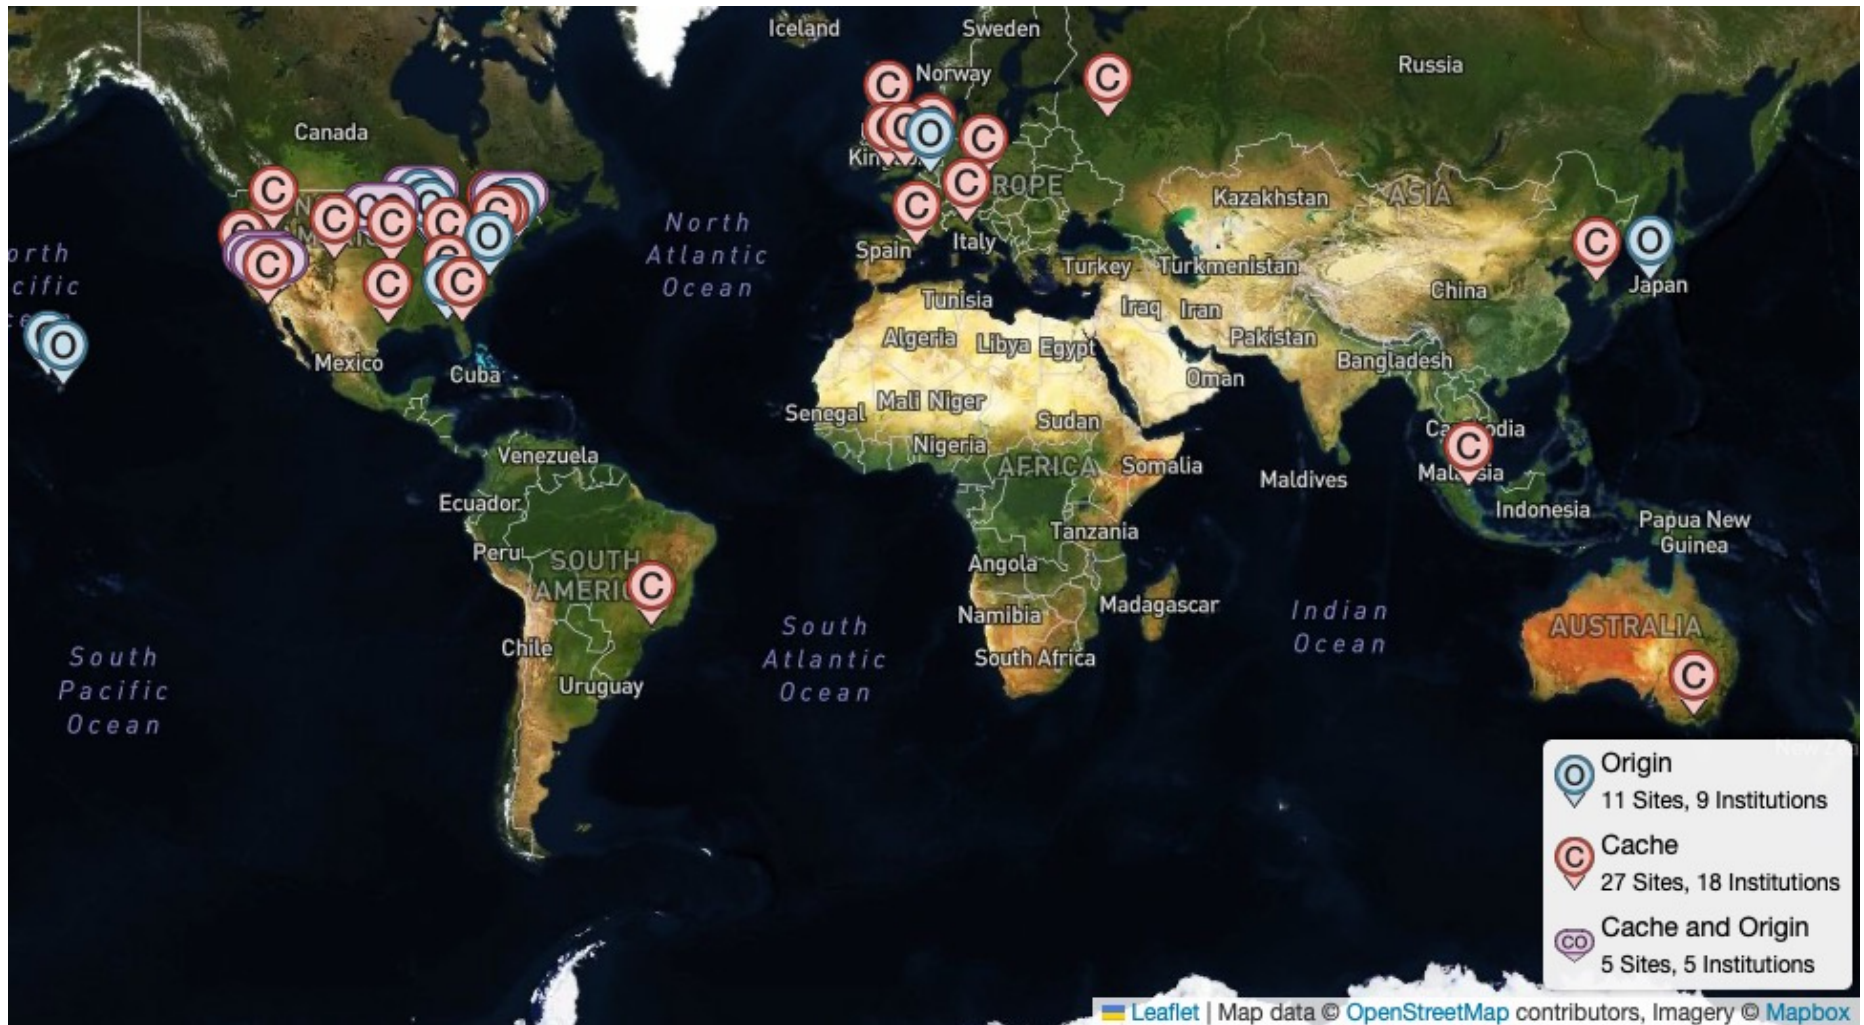 Iceland
Sweden
Norway
Russia
Canada
EUROPE
Kazakhstan
ASIA
North
Atlantic
Ocean
Spain
Italy
Turkey
Turkmenistan
China
Japan
Tunisia
Iraq
Iran
Algeria
Libya
Egypt
Pakistan
Mexico
Cuba
Bangladesh
Oman
Senegal
Mali
Niger
Sudan
Venezuela
Nigeria
AFRICA
Somalia
Maldives
Ecuador
Indonesia
Papua New
Guinea
Peru
SOUTH
AMERIC
Tanzania
Angola
Namibia
Madagascar
Indian
Ocean
AUSTRALIA
South
Atlantic
Ocean
Chile
South Africa
South
Pacific
Ocean
Uruguay
O
Origin
11 Sites, 9 Institutions
C
Cache
27 Sites, 18 Institutions
CO
Cache and Origin
5 Sites, 5 Institutions
Leaflet | Map data © OpenStreetMap contributors, Imagery © Mapbox